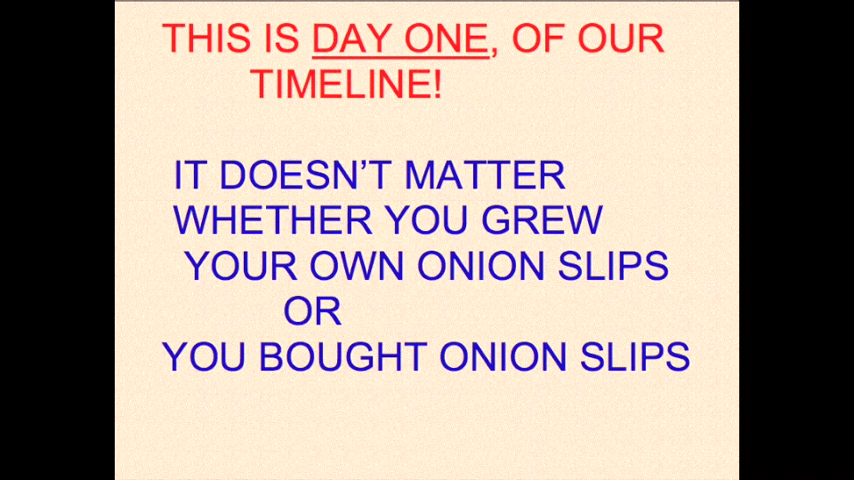 THIS IS DAY ONE, OF OUR
TIMELINE!
IT DOESN’T MATTER
WHETHER YOU GREW
YOUR OWN ONION SLIPS
OR
YOU BOUGHT ONION SLIPS